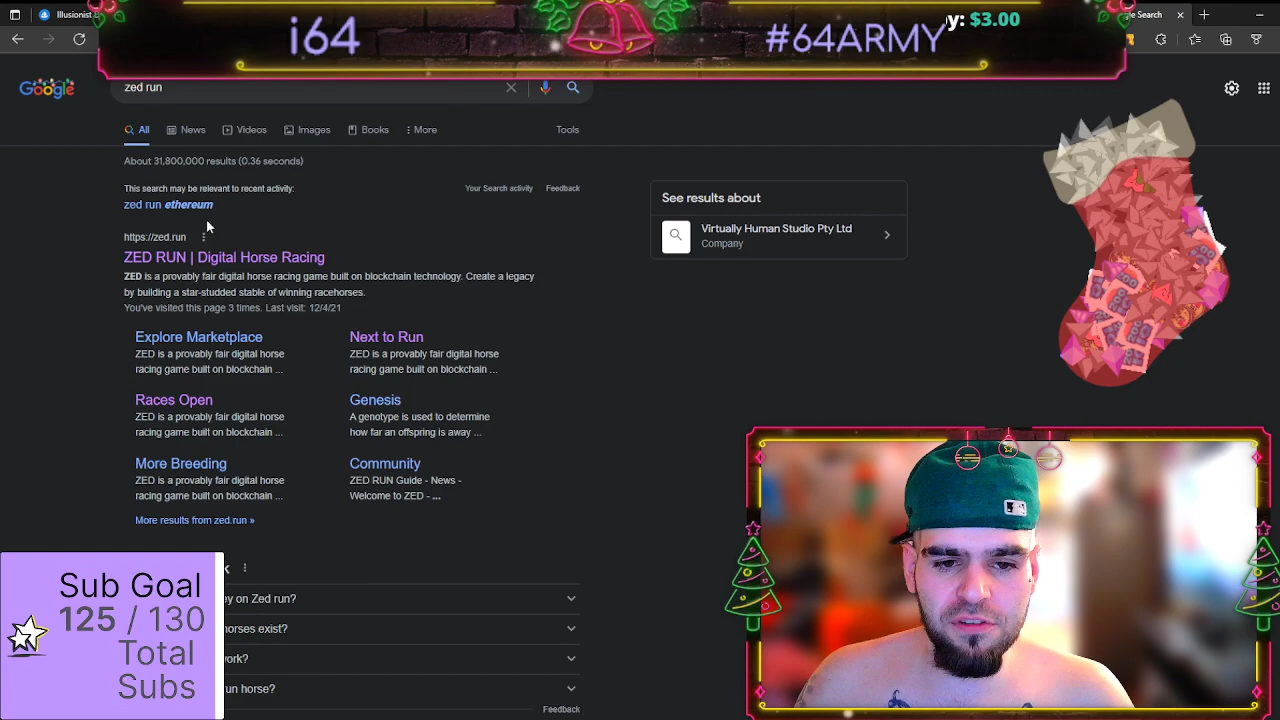 Illusionist
e Search
i64
#64ARMY
y: $3.00
Google
zed run
All
News
Videos
Images
Books
More
Tools
About 31,800,000 results (0.36 seconds)
This search may be relevant to recent activity:
Your Search activity
Feedback
zed run ethereum
https://zed.run
ZED RUN | Digital Horse Racing
ZED is a provably fair digital horse racing game built on blockchain technology. Create a legacy
by building a star-studded stable of winning racehorses.
You've visited this page 3 times. Last visit: 12/4/21
Explore Marketplace
ZED is a provably fair digital horse
racing game built on blockchain ...
Next to Run
ZED is a provably fair digital horse
racing game built on blockchain ...
Races Open
ZED is a provably fair digital horse
racing game built on blockchain ...
Genesis
A genotype is used to determine
how far an offspring is away ...
More Breeding
ZED is a provably fair digital horse
racing game built on blockchain ...
Community
ZED RUN Guide - News -
Welcome to ZED - ...
More results from zed.run »
See results about
Virtually Human Studio Pty Ltd
Company
k
ey on Zed run?
horses exist?
work?
run horse?
Feedback
Sub Goal
125 / 130
Total
Subs